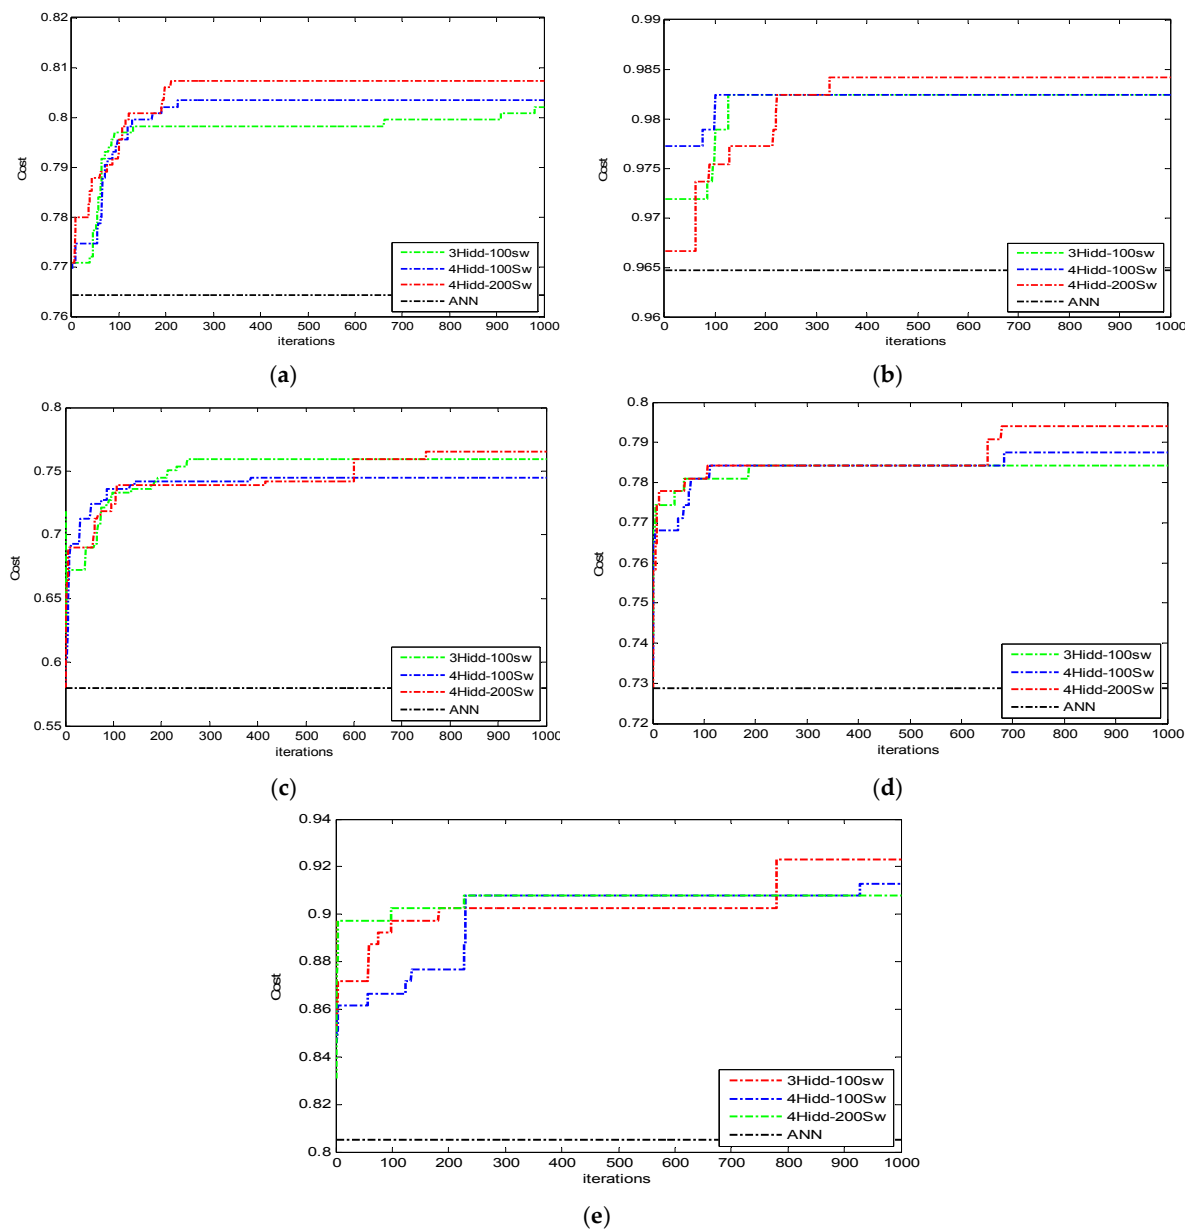 0.82
0.81
0.8
0.79
0.78
0.77
0.76
Cost
0 100 200 300 400 500 600 700 800 900 1000
iterations
3Hidd-100sw
4Hidd-100Sw
4Hidd-200Sw
ANN
(a)
0.99
0.985
0.98
0.975
0.97
0.965
0.96
Cost
0 100 200 300 400 500 600 700 800 900 1000
iterations
3Hidd-100sw
4Hidd-100Sw
4Hidd-200Sw
ANN
(b)
0.8
0.75
0.7
0.65
0.6
0.55
Cost
0 100 200 300 400 500 600 700 800 900 1000
iterations
3Hidd-100sw
4Hidd-100Sw
4Hidd-200Sw
ANN
(c)
0.8
0.79
0.78
0.77
0.76
0.75
0.74
0.73
0.72
Cost
0 100 200 300 400 500 600 700 800 900 1000
iterations
3Hidd-100sw
4Hidd-100Sw
4Hidd-200Sw
ANN
(d)
0.94
0.92
0.9
0.88
0.86
0.84
0.82
0.8
Cost
0 100 200 300 400 500 600 700 800 900 1000
iterations
3Hidd-100sw
4Hidd-100Sw
4Hidd-200Sw
ANN
(e)